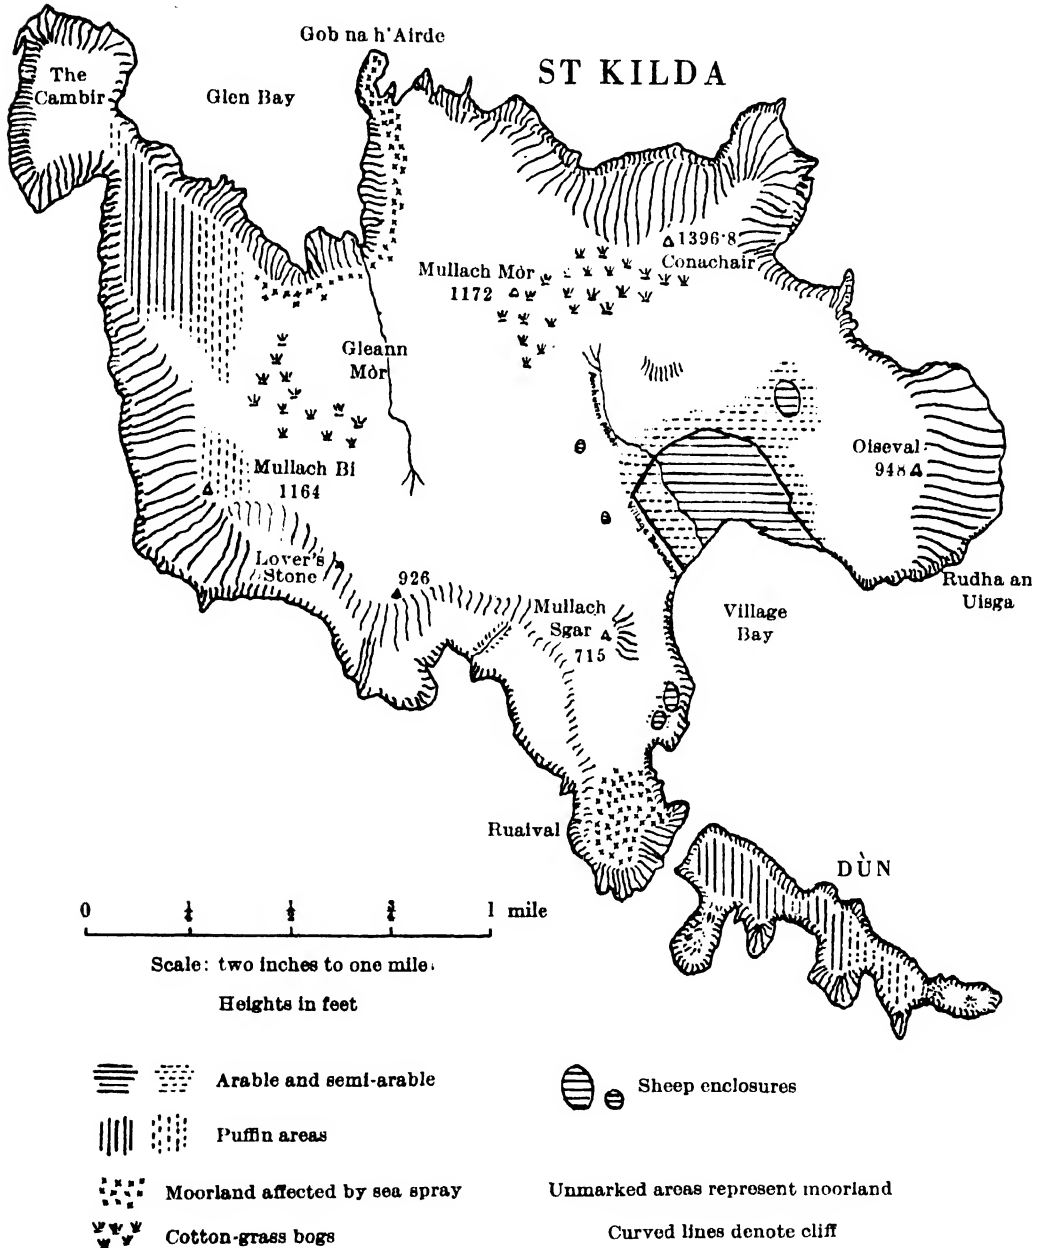 Gob na h'Airde
ST KILDA
The
Cambir
Glen Bay
1396·8
Conachair
Mullach Mòr
1172
Gleann
Mòr
Oiseval
948
Mullach Bi
1164
Village Boundary
Lover's
Stone
926
Rudha an
Uisga
Mullach
Sgar
715
Village
Bay
Ruaival
DÙN
0 ¼ ½ ¾ 1 mile
Scale: two inches to one mile.
Heights in feet
Arable and semi-arable
Sheep enclosures
Puffin areas
Moorland affected by sea spray
Unmarked areas represent moorland
Cotton-grass bogs
Curved lines denote cliff